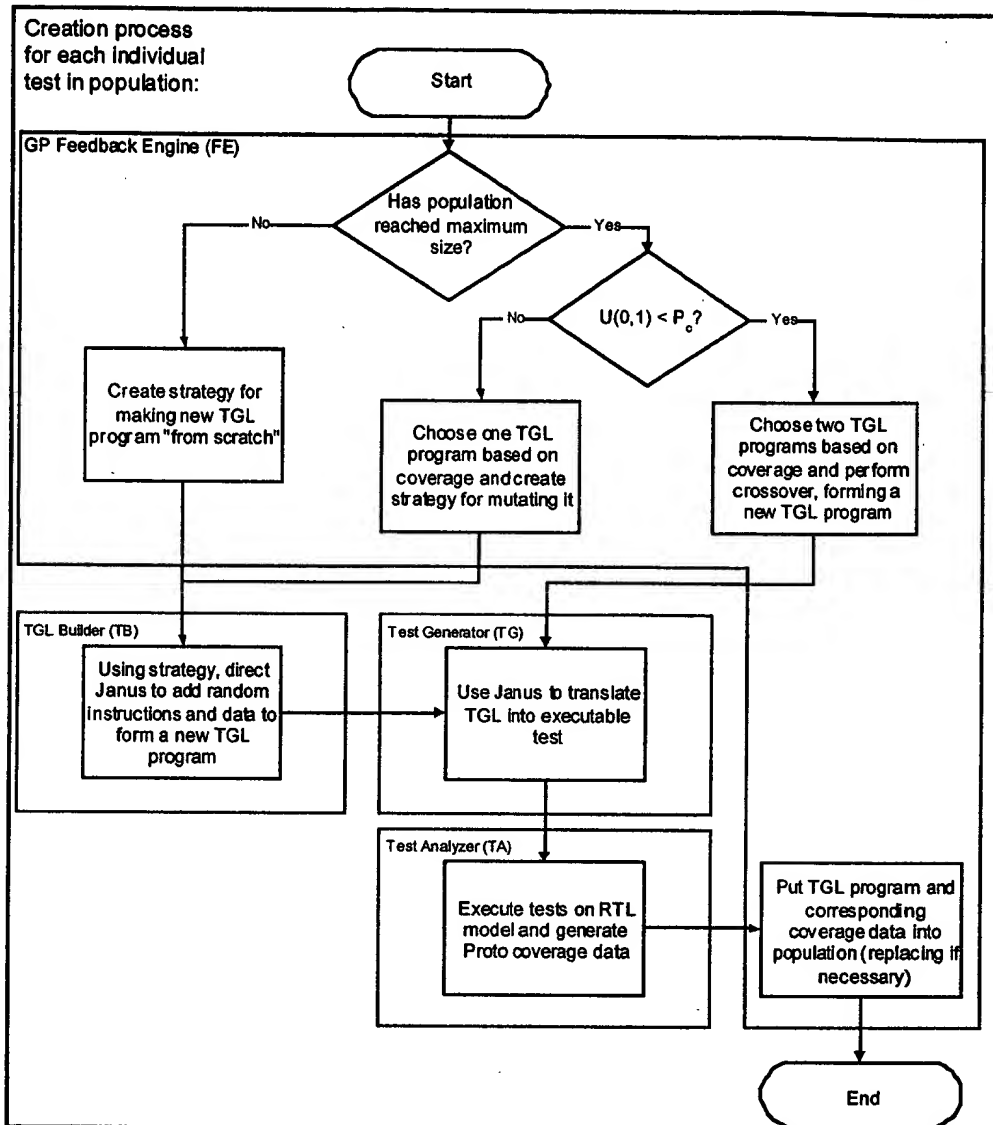 Creation process
for each individual
test in population:
Start
GP Feedback Engine (FE)
Has population
reached maximum
size?
No
Yes
U(0,1) < Pc?
No
Yes
Create strategy for
making new TGL
program "from scratch"
Choose one TGL
program based on
coverage and create
strategy for mutating it
Choose two TGL
programs based on
coverage and perform
crossover, forming a
new TGL program
TGL Builder (TB)
Using strategy, direct
Janus to add random
instructions and data to
form a new TGL
program
Test Generator (TG)
Use Janus to translate
TGL into executable
test
Test Analyzer (TA)
Execute tests on RTL
model and generate
Proto coverage data
Put TGL program and
corresponding
coverage data into
population (replacing if
necessary)
End